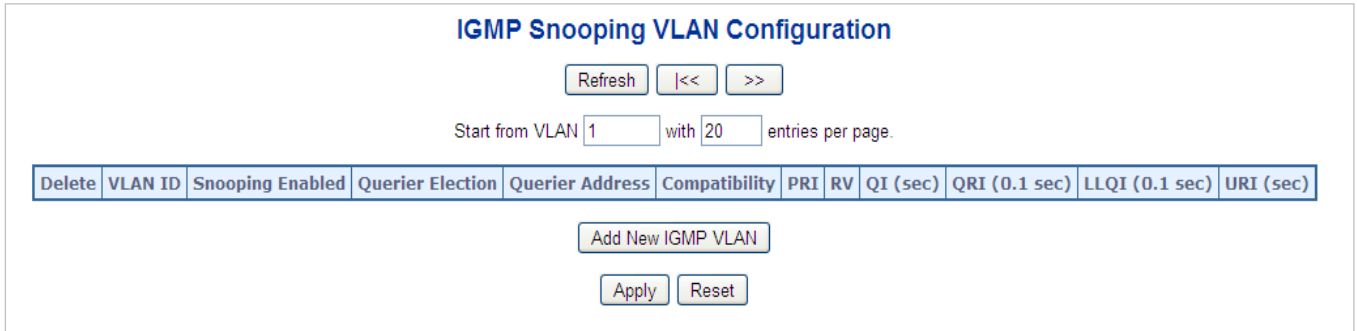 IGMP Snooping VLAN Configuration
Refresh |<< >>
Start from VLAN 1 with 20 entries per page.
Delete VLAN ID Snooping Enabled Querier Election Querier Address Compatibility PRI RV QI (sec) QRI (0.1 sec) LLQI (0.1 sec) URI (sec)
Add New IGMP VLAN
Apply Reset